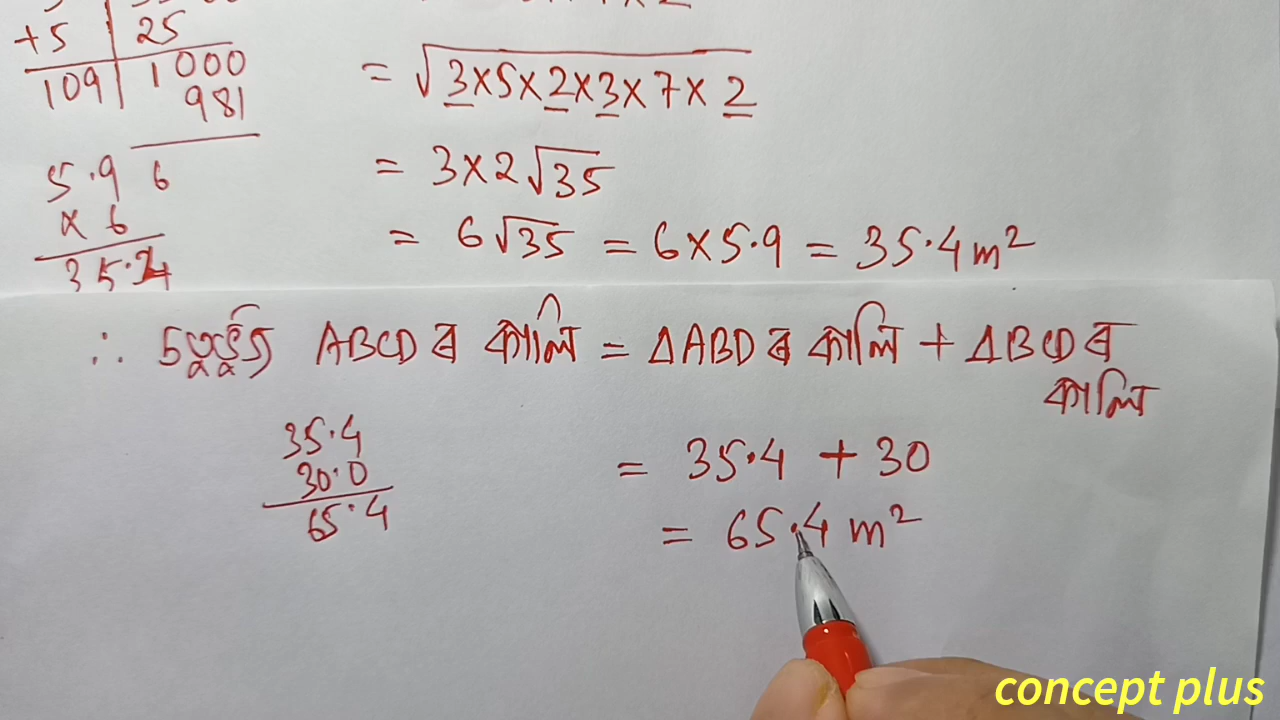 +5 | 25
109 | 1000
981
= √3×5×2×3×7×2
5.9 6
= 3×2√35
× 6
= 6√35 = 6×5.9 = 35.4 m²
35.4
∴ চতুৰ্ভুজ ABCD ৰ কালি = ΔABD ৰ কালি + ΔBCD ৰ
কালি
35.4
= 35.4 + 30
30.0
65.4
= 65.4 m²
concept plus